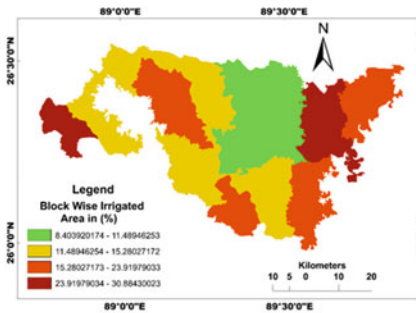 89°0'0"E 89°30'0"E
26°30'0"N
26°0'0"N
N
Legend
Block Wise Irrigated
Area in (%)
8.403920174 - 11.48946253
11.48946254 - 15.28027172
15.28027173 - 23.91979033
23.91979034 - 30.88430023
Kilometers
10 5 0 10 20
89°0'0"E 89°30'0"E